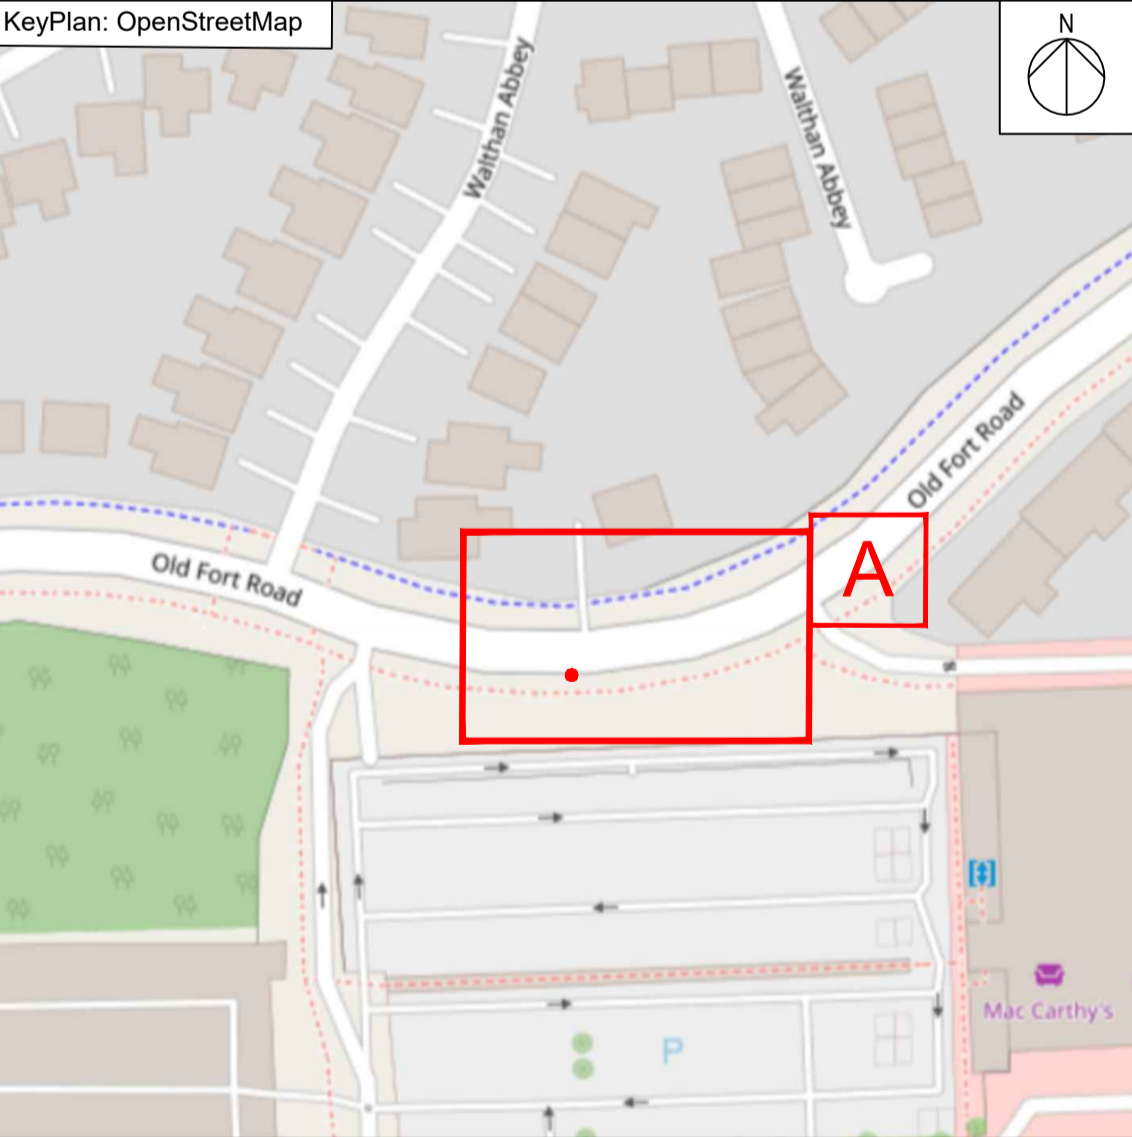 KeyPlan: OpenStreetMap
N
Walthan Abbey
Walthan Abbey
Old Fort Road
Old Fort Road
A
Mac Carthy's
P